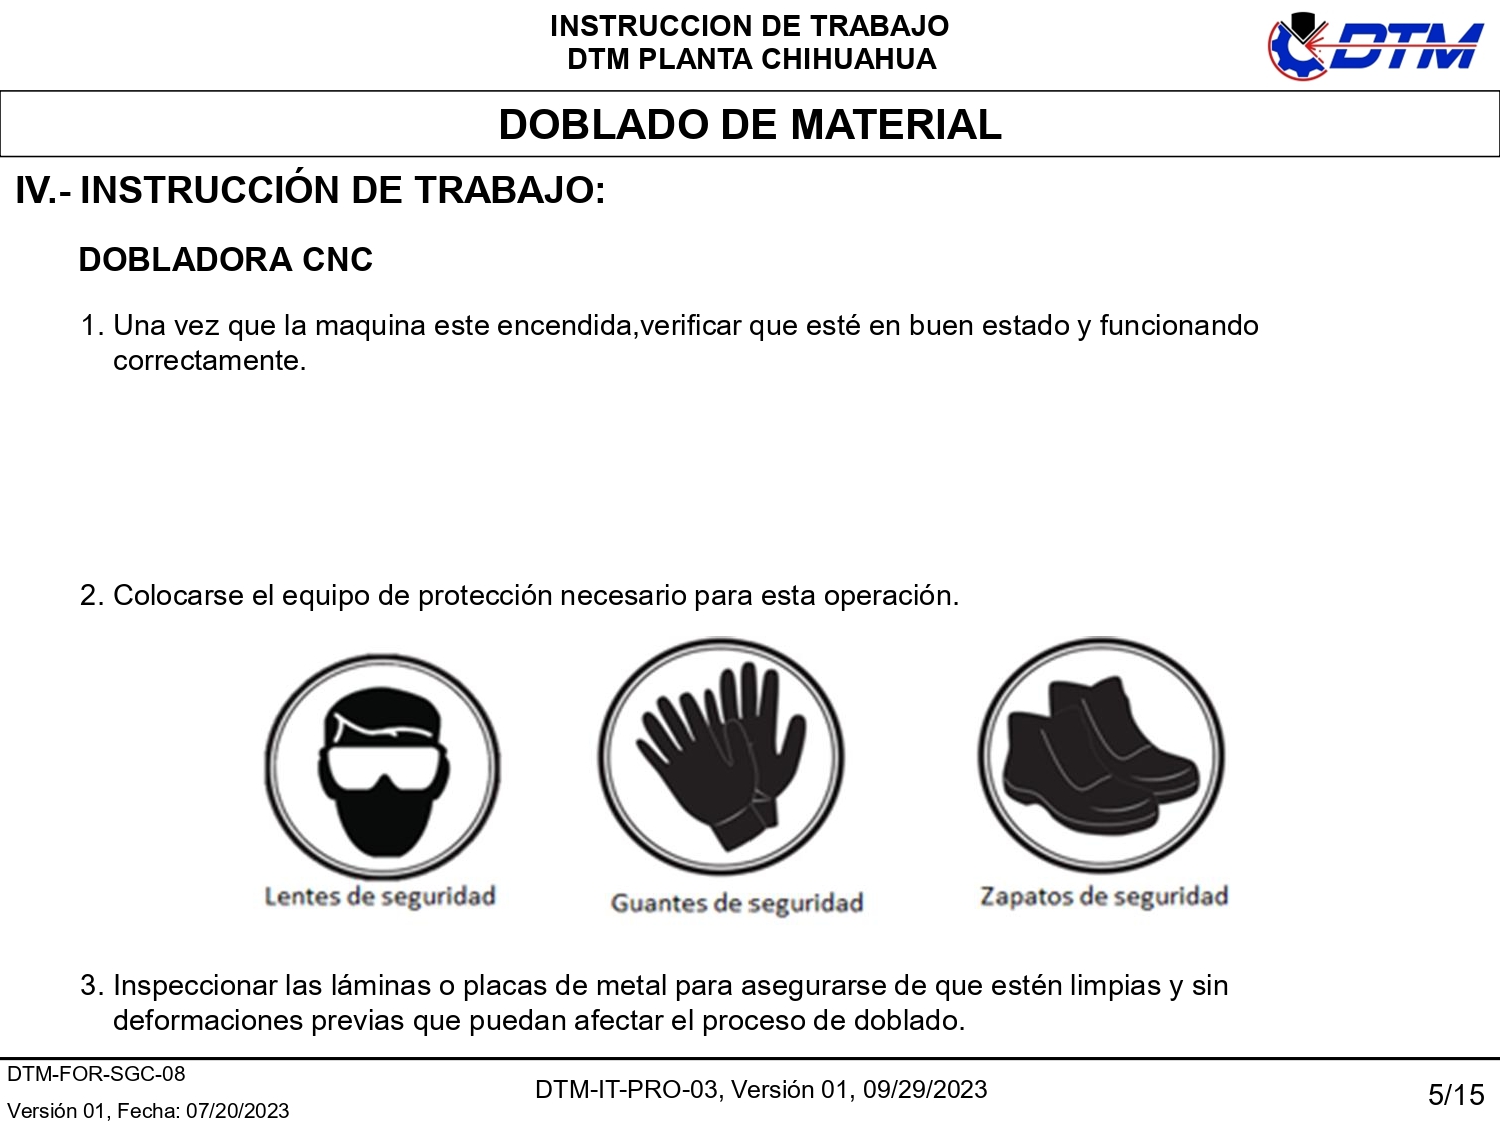 INSTRUCCION DE TRABAJO
DTM PLANTA CHIHUAHUA
DTM
DOBLADO DE MATERIAL
IV.- INSTRUCCIÓN DE TRABAJO:
DOBLADORA CNC
1. Una vez que la maquina este encendida,verificar que esté en buen estado y funcionando
correctamente.
2. Colocarse el equipo de protección necesario para esta operación.
Lentes de seguridad
Guantes de seguridad
Zapatos de seguridad
3. Inspeccionar las láminas o placas de metal para asegurarse de que estén limpias y sin
deformaciones previas que puedan afectar el proceso de doblado.
DTM-FOR-SGC-08
Versión 01, Fecha: 07/20/2023
DTM-IT-PRO-03, Versión 01, 09/29/2023
5/15